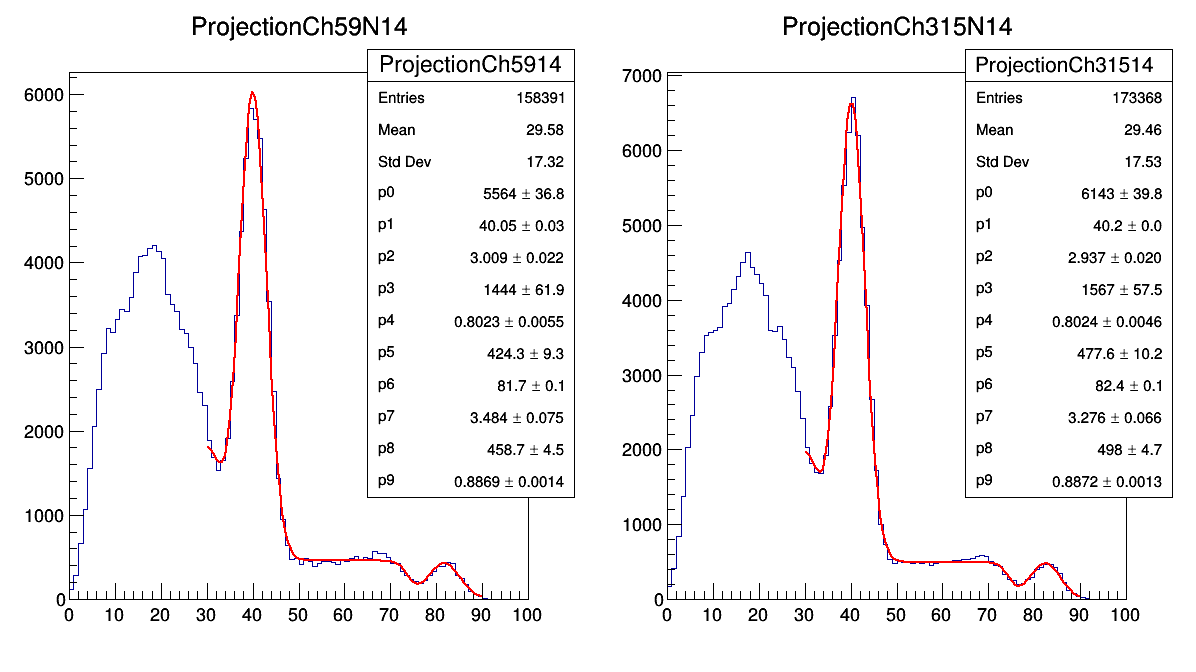 ProjectionCh59N14
ProjectionCh5914
Entries 158391
Mean 29.58
Std Dev 17.32
p0 5564 ± 36.8
p1 40.05 ± 0.03
p2 3.009 ± 0.022
p3 1444 ± 61.9
p4 0.8023 ± 0.0055
p5 424.3 ± 9.3
p6 81.7 ± 0.1
p7 3.484 ± 0.075
p8 458.7 ± 4.5
p9 0.8869 ± 0.0014
6000
5000
4000
3000
2000
1000
0
0 10 20 30 40 50 60 70 80 90 100
ProjectionCh315N14
ProjectionCh31514
Entries 173368
Mean 29.46
Std Dev 17.53
p0 6143 ± 39.8
p1 40.2 ± 0.0
p2 2.937 ± 0.020
p3 1567 ± 57.5
p4 0.8024 ± 0.0046
p5 477.6 ± 10.2
p6 82.4 ± 0.1
p7 3.276 ± 0.066
p8 498 ± 4.7
p9 0.8872 ± 0.0013
7000
6000
5000
4000
3000
2000
1000
0
0 10 20 30 40 50 60 70 80 90 100